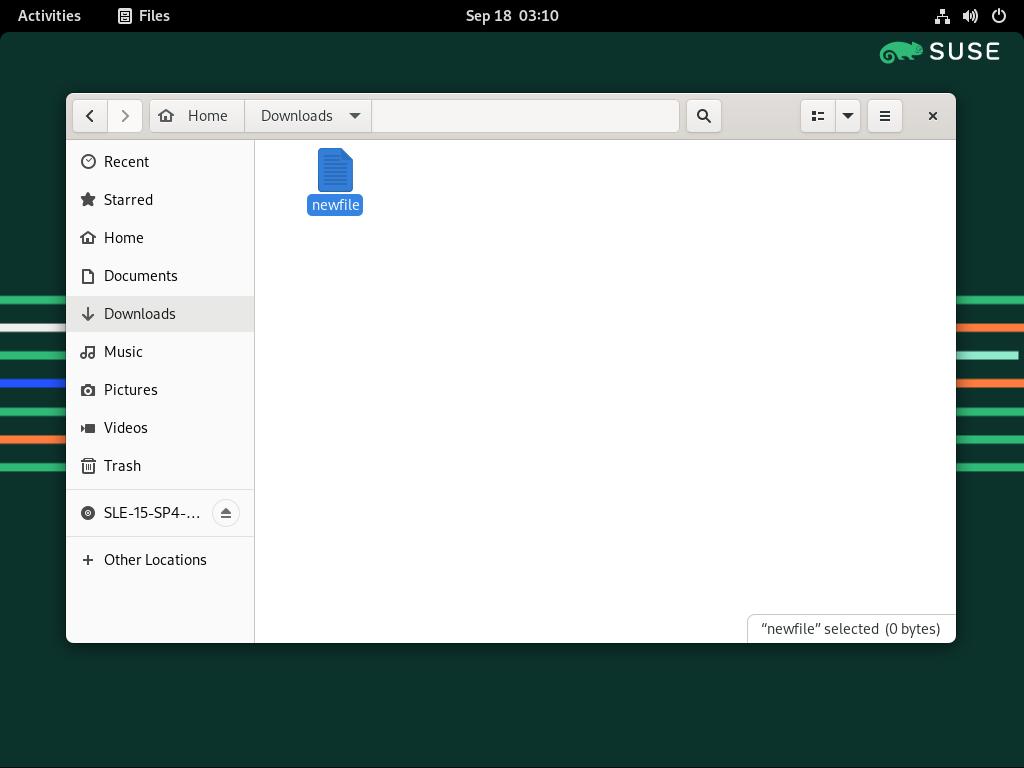 Activities Files Sep 18 03:10
SUSE
Home Downloads
Recent
Starred
Home
Documents
Downloads
Music
Pictures
Videos
Trash
SLE-15-SP4-...
Other Locations
newfile
“newfile” selected (0 bytes)